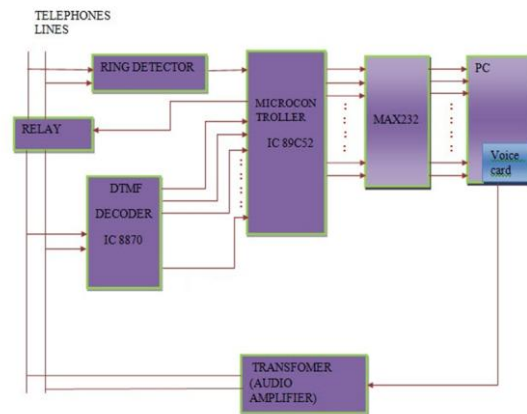 TELEPHONES
LINES
RING DETECTOR
RELAY
DTMF
DECODER
IC 8870
MICROCON
TROLLER
IC 89C52
MAX232
PC
Voice
card
TRANSFOMER
(AUDIO
AMPLIFIER)